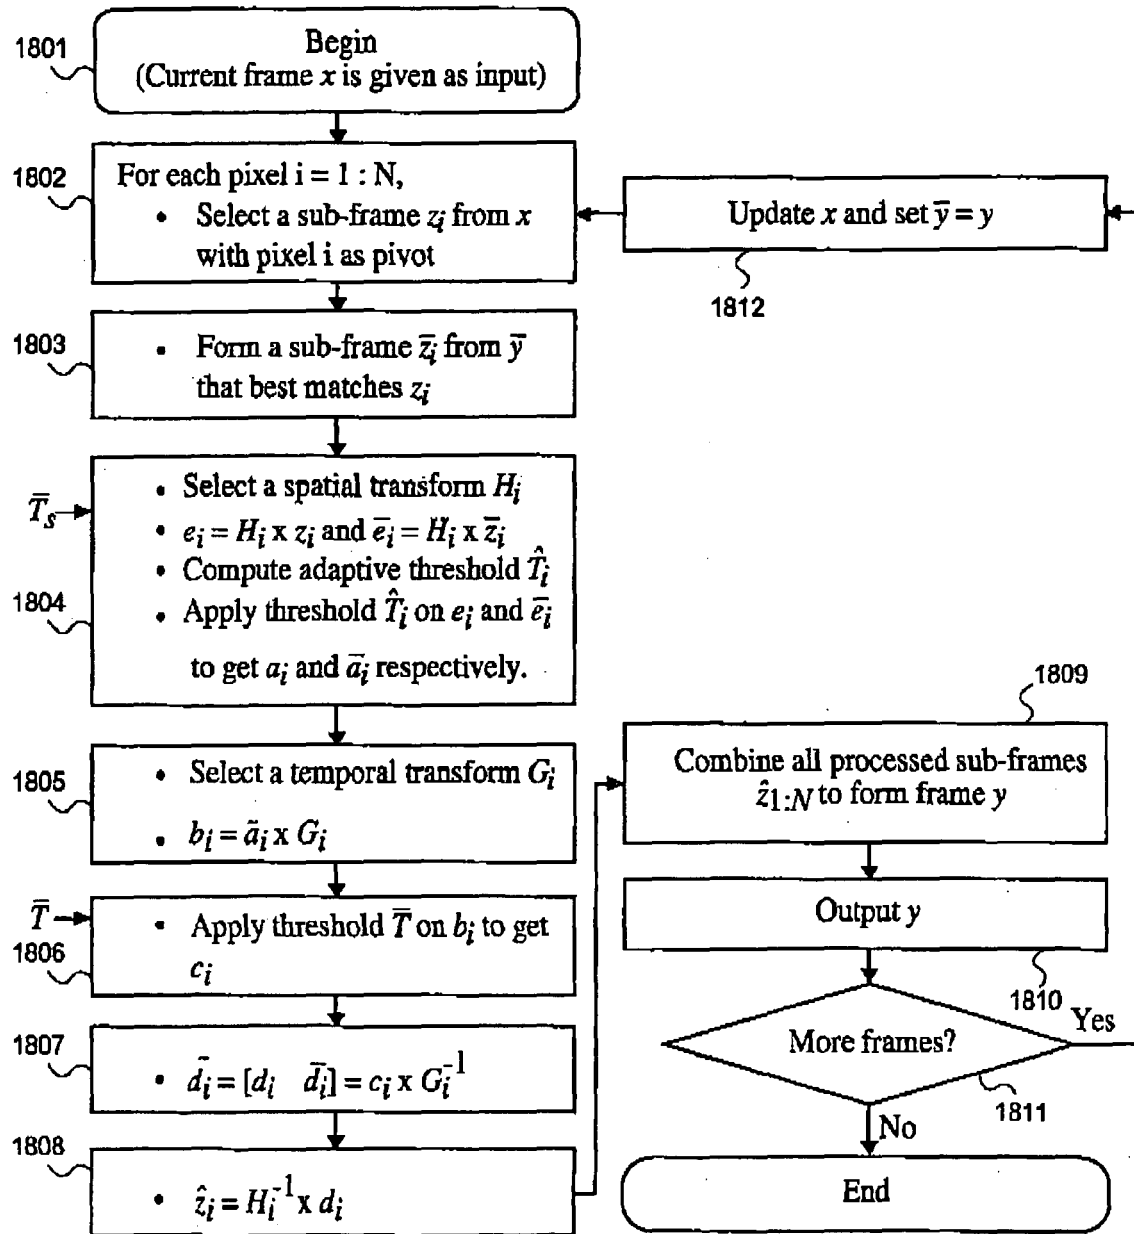 1801
Begin
(Current frame x is given as input)
1802
For each pixel i = 1 : N,
• Select a sub-frame zᵢ from x
with pixel i as pivot
1803
• Form a sub-frame z̄ᵢ from ȳ
that best matches zᵢ
T̄ₛ
1804
• Select a spatial transform Hᵢ
• eᵢ = Hᵢ x zᵢ and ēᵢ = Hᵢ x z̄ᵢ
• Compute adaptive threshold T̂ᵢ
• Apply threshold T̂ᵢ on eᵢ and ēᵢ
to get aᵢ and āᵢ respectively.
1805
• Select a temporal transform Gᵢ
• bᵢ = ãᵢ x Gᵢ
T̄
1806
• Apply threshold T̄ on bᵢ to get
cᵢ
1807
• d̃ᵢ = [dᵢ d̄ᵢ] = cᵢ x Gᵢ⁻¹
1808
• ẑᵢ = Hᵢ⁻¹ x dᵢ
1809
Combine all processed sub-frames
ẑ₁:N to form frame y
Output y
1810
More frames?
Yes
1811
No
End
Update x and set ȳ = y
1812